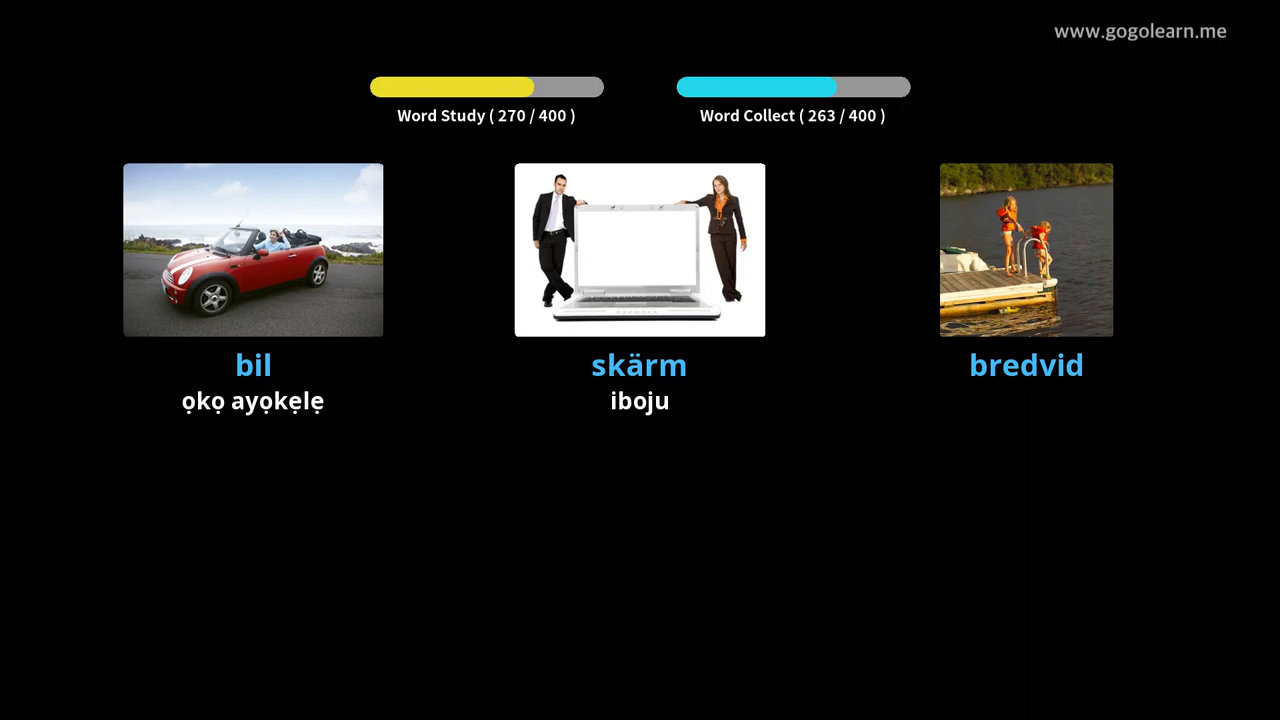 www.gogolearn.me
Word Study ( 270 / 400 )
Word Collect ( 263 / 400 )
bil
ọkọ ayọkẹlẹ
skärm
iboju
bredvid